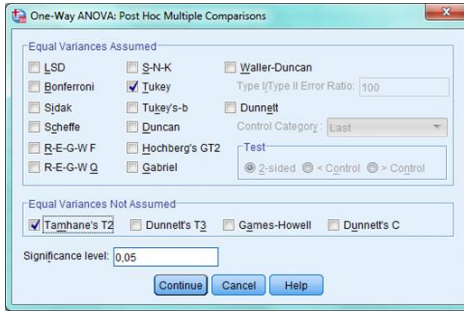 One-Way ANOVA: Post Hoc Multiple Comparisons
Equal Variances Assumed
LSD S-N-K Waller-Duncan
Bonferroni Tukey Type I/Type II Error Ratio: 100
Sidak Tukey's-b Dunnett
Scheffe Duncan Control Category: Last
R-E-G-W F Hochberg's GT2 Test
R-E-G-W Q Gabriel 2-sided < Control > Control
Equal Variances Not Assumed
Tamhane's T2 Dunnett's T3 Games-Howell Dunnett's C
Significance level: 0,05
Continue Cancel Help